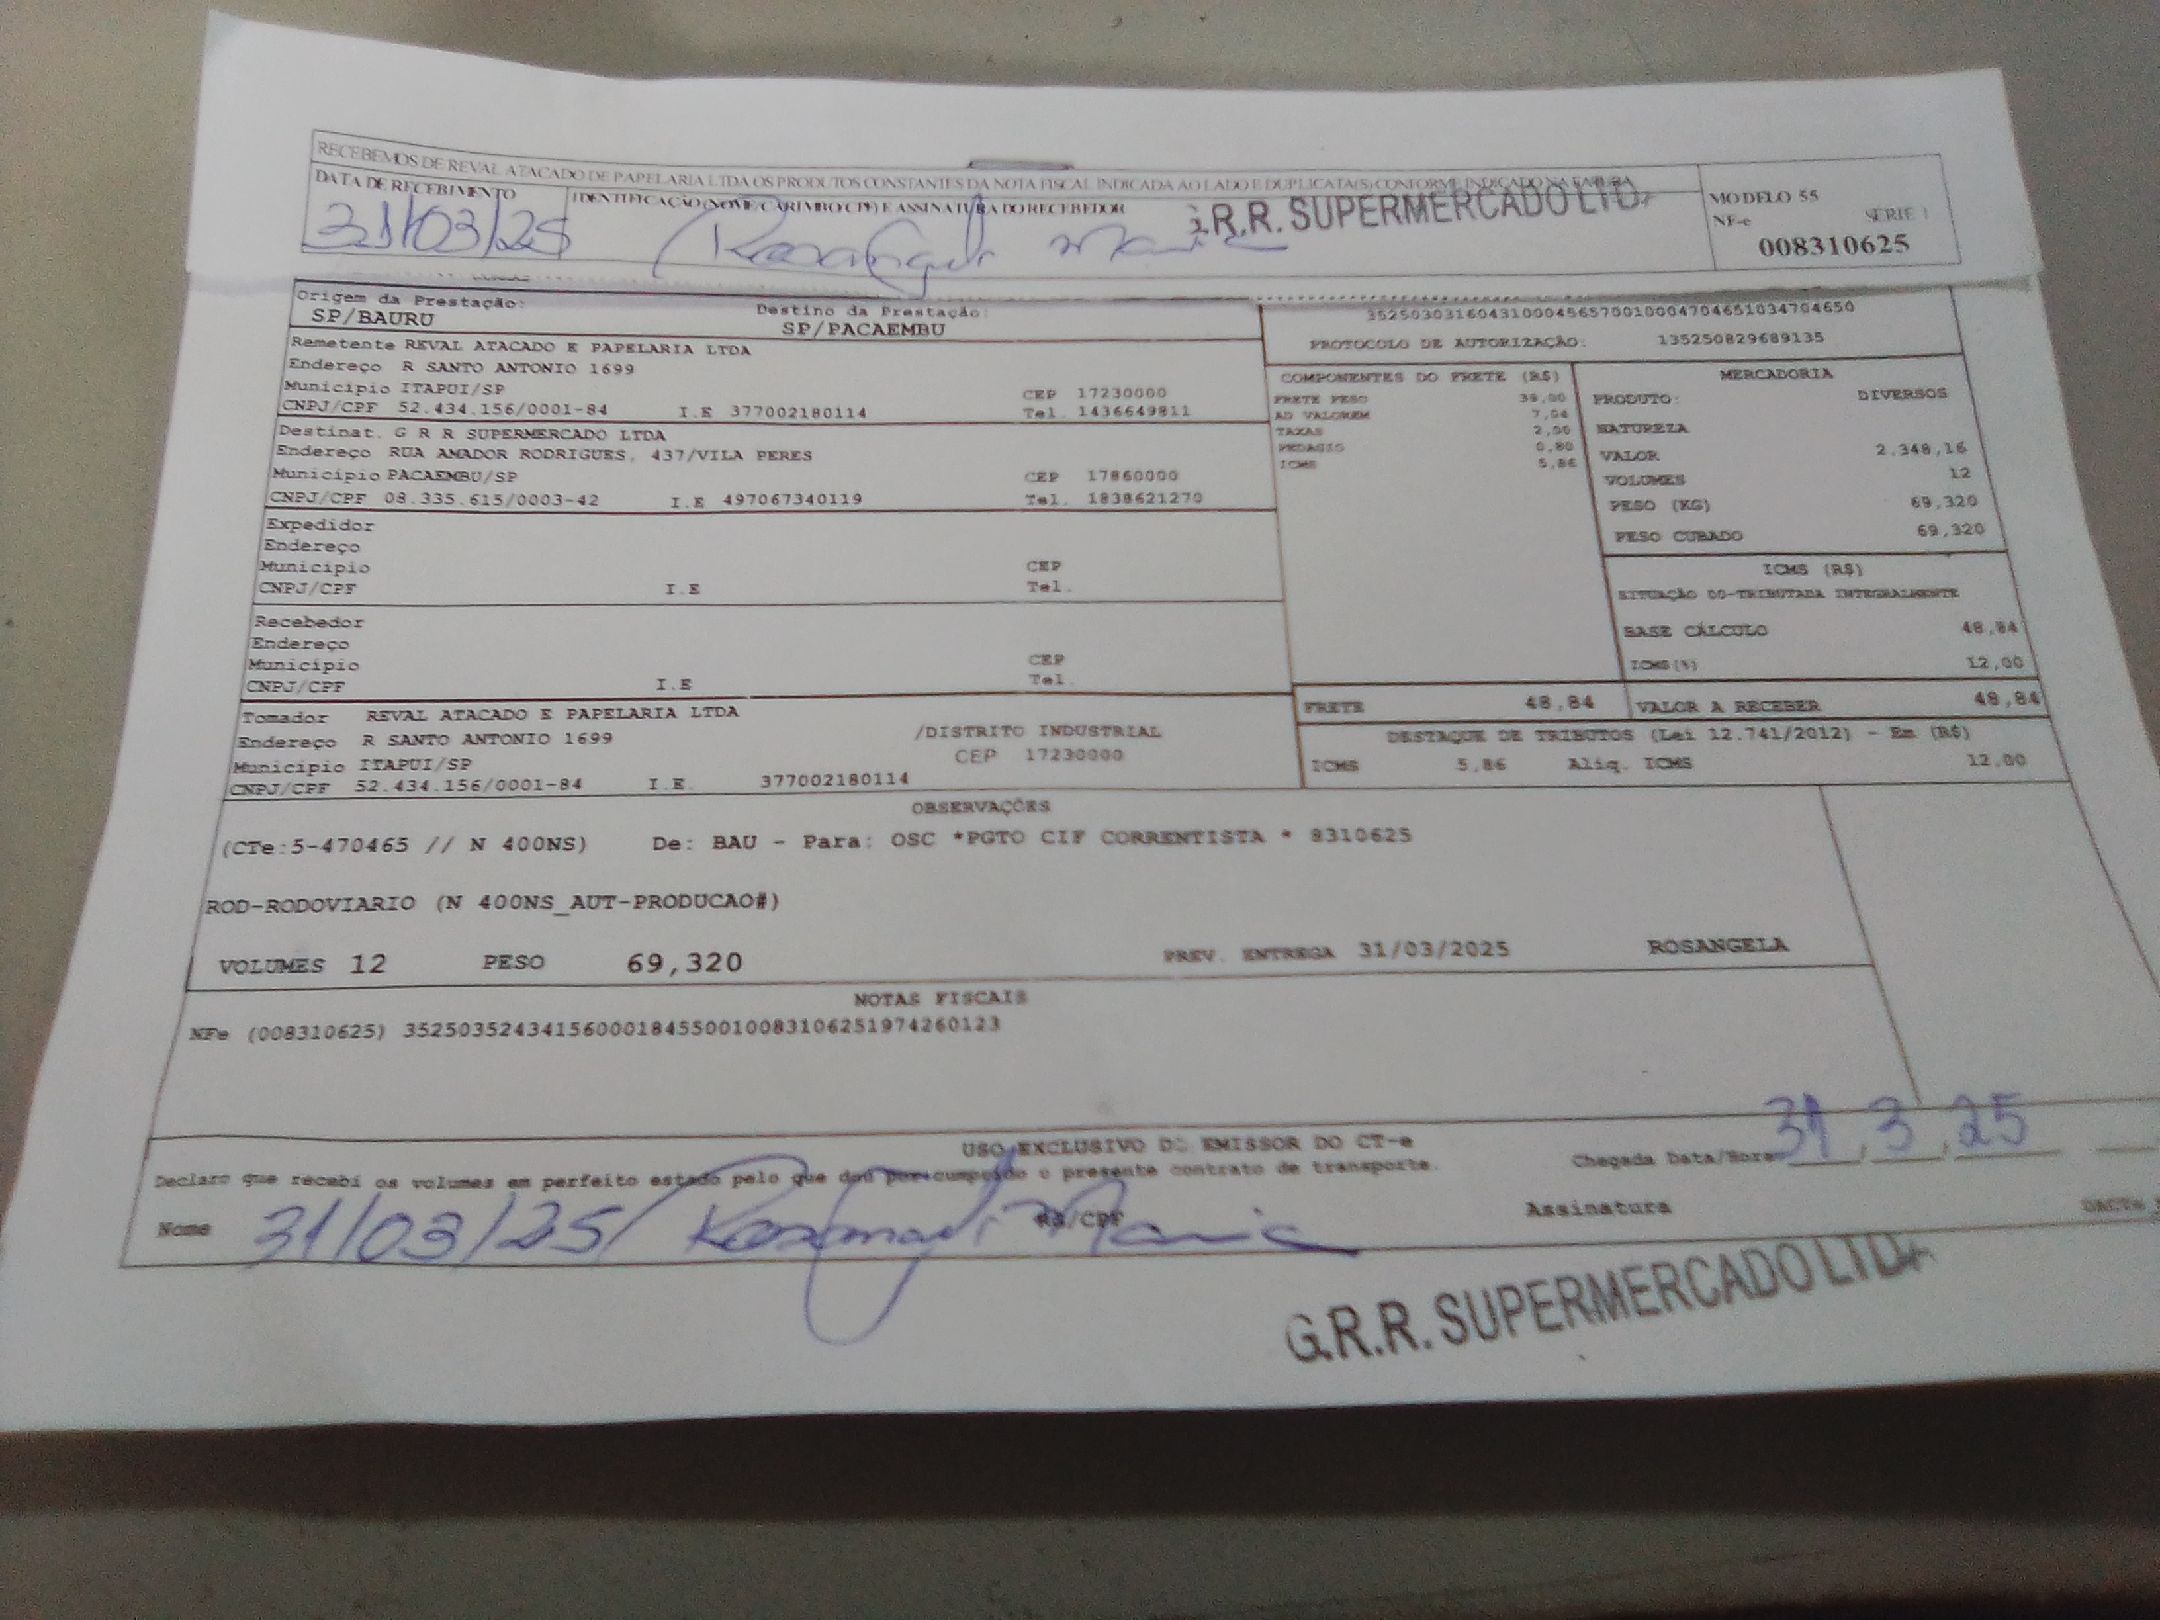 RECEBEMOS DE REVAL ATACADO DE PAPELARIA LTDA OS PRODUTOS CONSTANTES DA NOTA FISCAL INDICADA AO LADO E DUPLICATA(S) CONFORME INDICADO NA FATURA
DATA DE RECEBIMENTO IDENTIFICAÇÃO (NOME/CARIMBO/CPF) E ASSINATURA DO RECEBEDOR
31/03/25 Rosangela Maria .R.R. SUPERMERCADO LTDA
MODELO 55
NF-e SÉRIE 1
008310625
Origem da Prestação: Destino da Prestação:
SP/BAURU SP/PACAEMBU
PROTOCOLO DE AUTORIZAÇÃO: 135250829689135
Remetente REVAL ATACADO E PAPELARIA LTDA
Endereço R SANTO ANTONIO 1699
Município ITAPUI/SP CEP 17230000
CNPJ/CPF 52.434.156/0001-84 I.E 377002180114 Tel. 1436649811
Destinat. G R R SUPERMERCADO LTDA
Endereço RUA AMADOR RODRIGUES, 437/VILA PERES
Município PACAEMBU/SP CEP 17860000
CNPJ/CPF 08.335.615/0003-42 I.E 497067340119 Tel. 1838621270
Expedidor
Endereço
Município CEP
CNPJ/CPF I.E Tel.
Recebedor
Endereço
Município CEP
CNPJ/CPF I.E Tel.
Tomador REVAL ATACADO E PAPELARIA LTDA
Endereço R SANTO ANTONIO 1699 /DISTRITO INDUSTRIAL
Município ITAPUI/SP CEP 17230000
CNPJ/CPF 52.434.156/0001-84 I.E. 377002180114
COMPONENTES DO FRETE (R$)
FRETE PESO
AD VALOREM 7,04
TAXAS 2,00
PEDAGIO 0,80
ICMS 5,86
MERCADORIA
PRODUTO: DIVERSOS
NATUREZA
VALOR 2.348,16
VOLUMES 12
PESO (KG) 69,320
PESO CUBADO 69,320
ICMS (R$)
SITUAÇÃO 00-TRIBUTADA INTEGRALMENTE
BASE CÁLCULO 48,84
ICMS(%) 12,00
FRETE 48,84 VALOR A RECEBER 48,84
DESTAQUE DE TRIBUTOS (Lei 12.741/2012) - Em (R$)
ICMS 5,86 Aliq. ICMS 12,00
OBSERVAÇÕES
(CTe:5-470465 // N 400NS) De: BAU - Para: OSC *PGTO CIF CORRENTISTA * 8310625
ROD-RODOVIARIO (N 400NS_AUT-PRODUCAO#)
VOLUMES 12 PESO 69,320 PREV. ENTREGA 31/03/2025 ROSANGELA
NOTAS FISCAIS
NFe (008310625) 35250352434156000184550010083106251974260123
USO EXCLUSIVO DO EMISSOR DO CT-e
Declaro que recebi os volumes em perfeito estado pelo que dou por cumprido o presente contrato de transporte.
Chegada Data/Hora 31 3 25
Nome 31/03/25 Rosangela Maria RG/CPF Assinatura
G.R.R. SUPERMERCADO LTDA